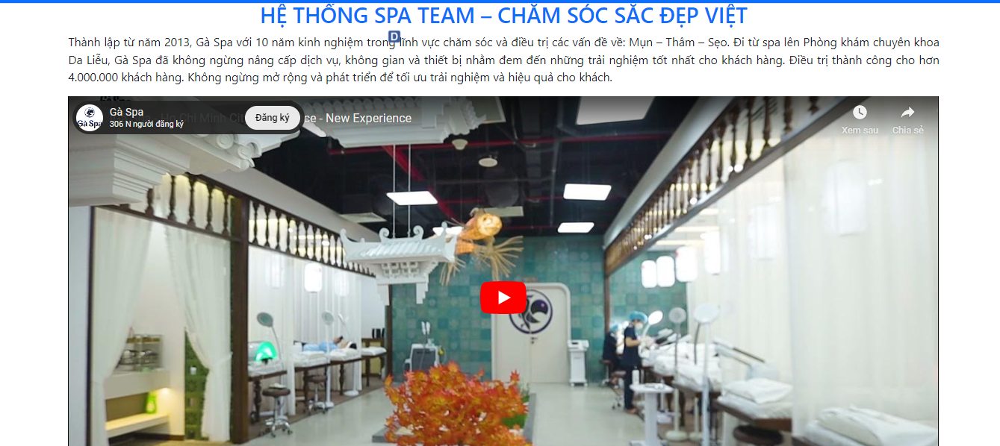 HỆ THỐNG SPA TEAM – CHĂM SÓC SẮC ĐẸP VIỆT
Thành lập từ năm 2013, Gà Spa với 10 năm kinh nghiệm trong lĩnh vực chăm sóc và điều trị các vấn đề về: Mụn – Thâm – Sẹo. Đi từ spa lên Phòng khám chuyên khoa
Da Liễu, Gà Spa đã không ngừng nâng cấp dịch vụ, không gian và thiết bị nhằm đem đến những trải nghiệm tốt nhất cho khách hàng. Điều trị thành công cho hơn
4.000.000 khách hàng. Không ngừng mở rộng và phát triển để tối ưu trải nghiệm và hiệu quả cho khách.
D
Gà Spa
Gà Spa
306 N người đăng ký
Đăng ký
Chi Minh Cit
ce - New Experience
Xem sau
Chia sẻ